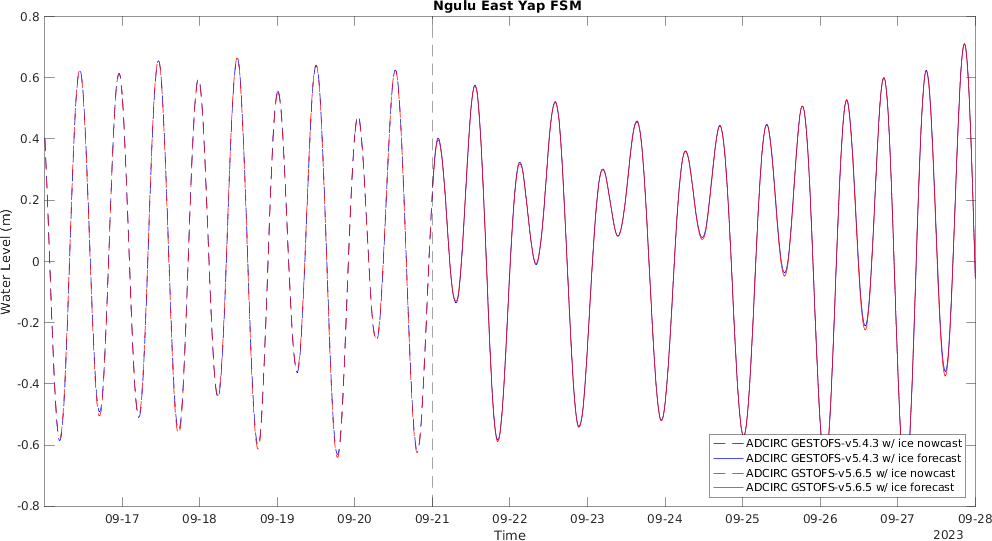 Ngulu East Yap FSM
0.8
0.6
0.4
0.2
0
-0.2
-0.4
-0.6
-0.8
Water Level (m)
ADCIRC GESTOFS-v5.4.3 w/ ice nowcast
ADCIRC GESTOFS-v5.4.3 w/ ice forecast
ADCIRC GSTOFS-v5.6.5 w/ ice nowcast
ADCIRC GSTOFS-v5.6.5 w/ ice forecast
09-17 09-18 09-19 09-20 09-21 09-22 09-23 09-24 09-25 09-26 09-27 09-28
Time
2023